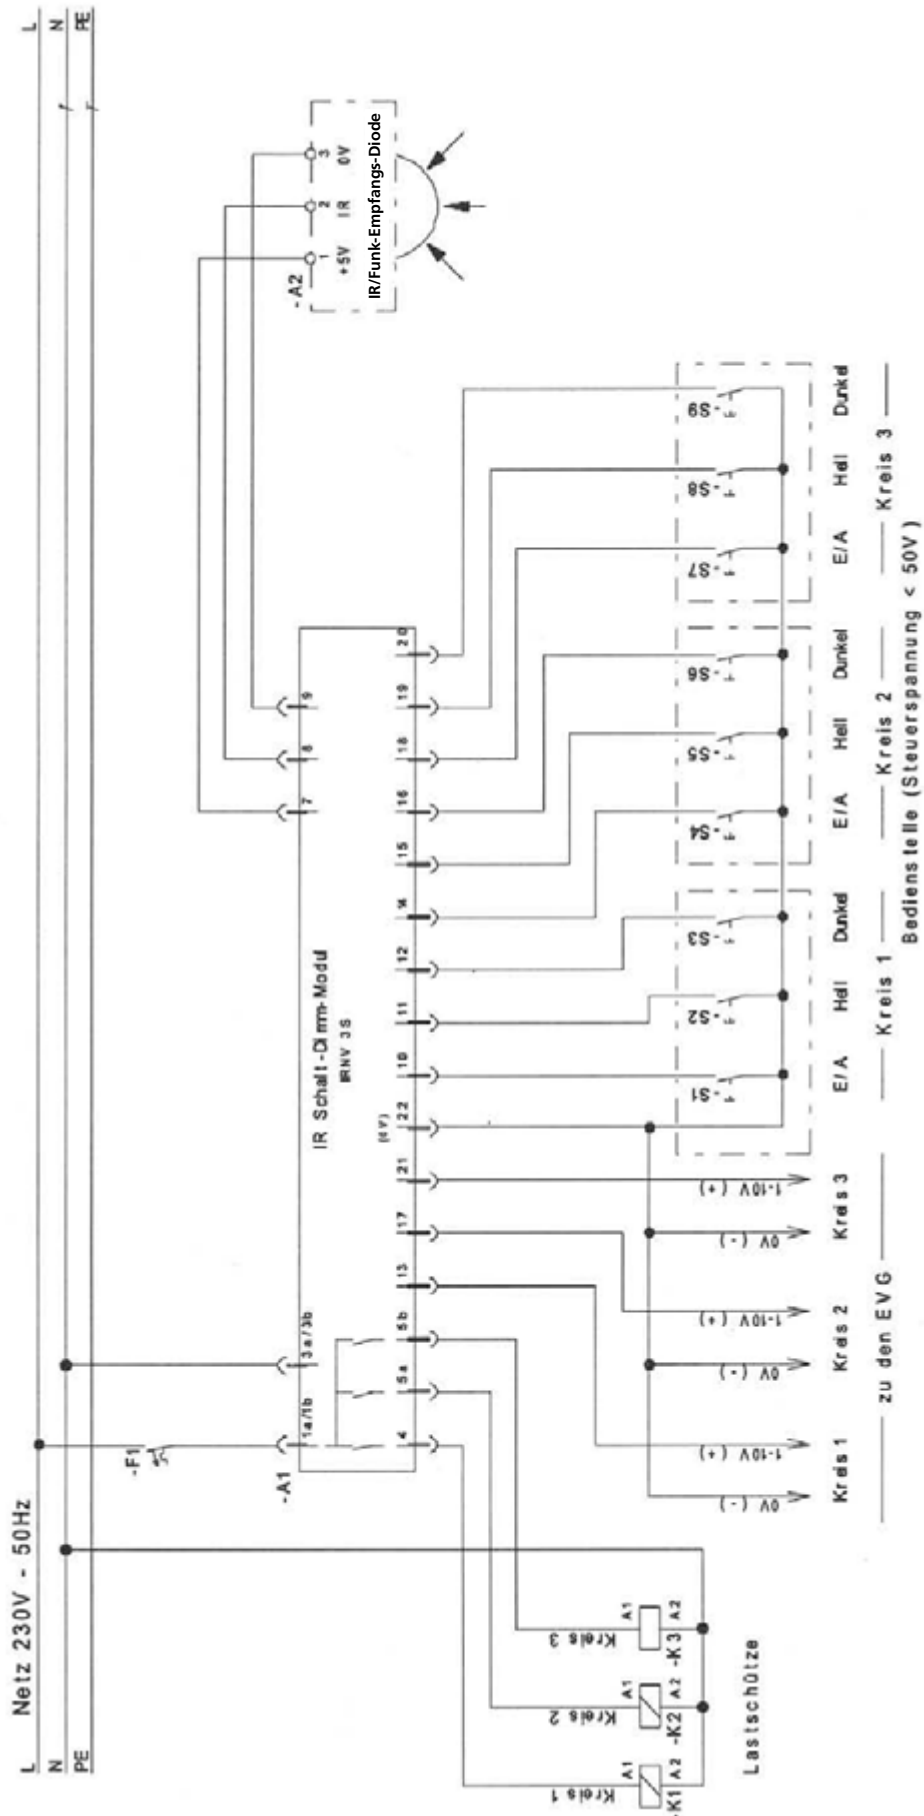 Netz 230V - 50Hz
L
N
PE
L
N
PE
-F1
-A1
1a/1b
3a/3b
7
8
9
IR Schalt-Dimm-Modul
IRNV 3S
(0V)
4
5a
5b
13
17
21
22
10
11
12
14
15
16
18
19
20
-A2
1
2
3
+5V
IR
0V
IR/Funk-Empfangs-Diode
Kreis 1
Kreis 2
Kreis 3
A1
A1
A1
A2
A2
A2
-K1
-K2
-K3
Lastschütze
0V (-)
1-10V (+)
0V (-)
1-10V (+)
0V (-)
1-10V (+)
Kreis 1
Kreis 2
Kreis 3
zu den EVG
-S1
-S2
-S3
-S4
-S5
-S6
-S7
-S8
-S9
E/A
Hell
Dunkel
E/A
Hell
Dunkel
E/A
Hell
Dunkel
Kreis 1
Kreis 2
Kreis 3
Bedienstelle (Steuerspannung < 50V)